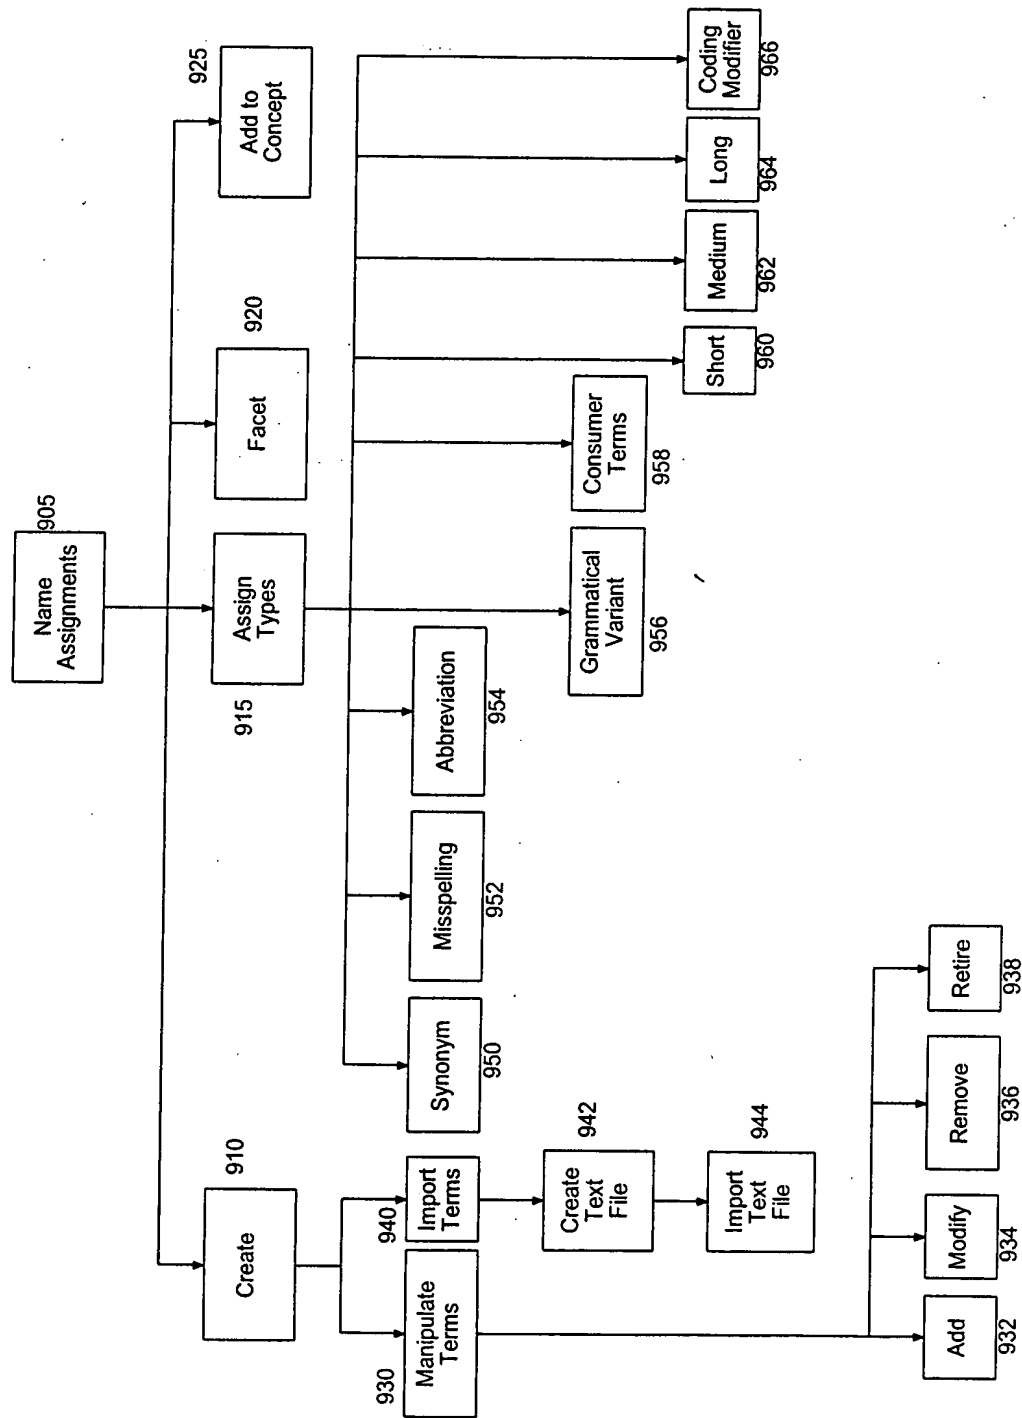 Name
Assignments
905
Create
910
Assign
Types
915
Facet
920
Add to
Concept
925
Manipulate
Terms
930
Import
Terms
940
Synonym
950
Misspelling
952
Abbreviation
954
Create
Text
File
942
Grammatical
Variant
956
Consumer
Terms
958
Import
Text
File
944
Short
960
Medium
962
Long
964
Coding
Modifier
966
Add
932
Modify
934
Remove
936
Retire
938